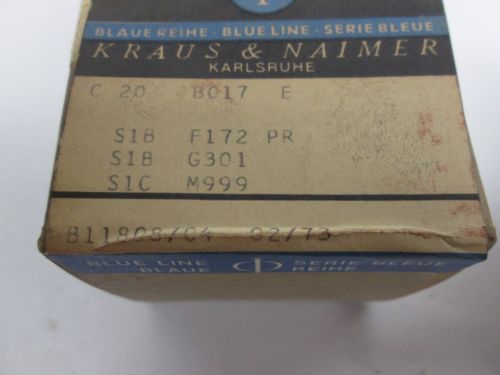 BLAUE REIHE · BLUE LINE · SERIE BLEUE
KRAUS & NAIMER
KARLSRUHE
C 20 B017 E
S1B F172 PR
S1B G301
S1C M999
B11808/04 02/73
BLUE LINE SERIE BLEUE
BLAUE REIHE